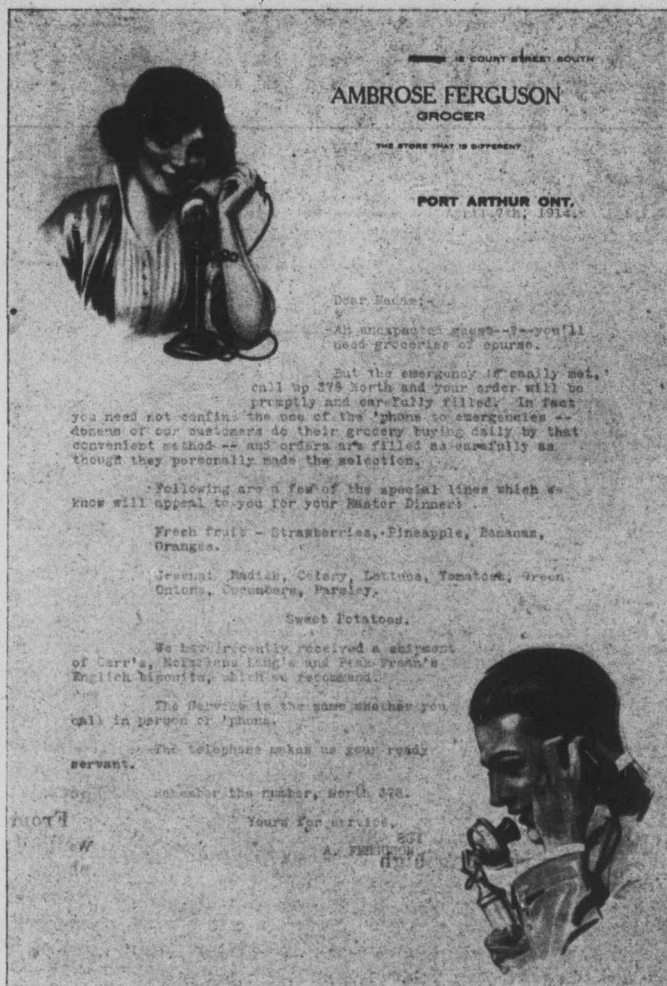 12 COURT STREET SOUTH
AMBROSE FERGUSON
GROCER
THE STORE THAT IS DIFFERENT
PORT ARTHUR ONT.
April 7th, 1914.
Dear Madam:-
An unexpected guest--?--you'll
need groceries of course.
But the emergency is easily met,
call up 378 North and your order will be
promptly and carefully filled. In fact
you need not confine the use of the 'phone to emergencies --
dozens of our customers do their grocery buying daily by that
convenient method -- and orders are filled as carefully as
though they personally made the selection.
Following are a few of the special lines which we
know will appeal to you for your Easter Dinner:
Fresh fruit - Strawberries, Pineapple, Bananas,
Oranges.
Radish, Celery, Lettuce, Tomatoes, Green
Onions, Cucumbers, Parsley.
Sweet Potatoes.
We have recently received a shipment
of Carr's, McFarlane Lang's and Peak Frean's
English biscuits, which we recommend.
The Service is the same whether you
call in person or 'phone.
The telephone makes us your ready
servant.
Remember the number, North 378.
Yours for service,
A. FERGUSON